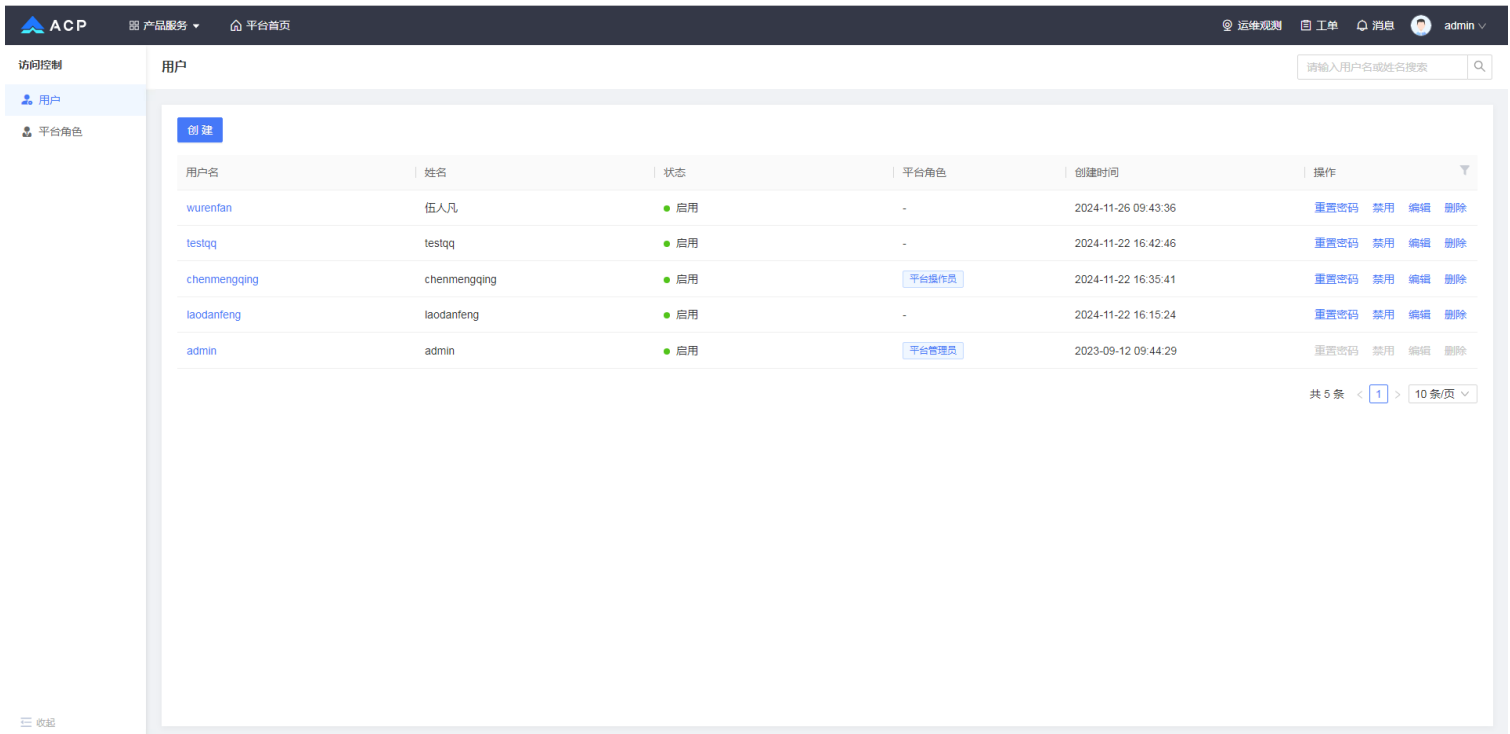 ACP 产品服务 平台首页 运维观测 工单 消息 admin
访问控制 用户 请输入用户名或姓名搜索
用户
平台角色
创建
用户名 姓名 状态 平台角色 创建时间 操作
wurenfan 伍人凡 启用 - 2024-11-26 09:43:36 重置密码 禁用 编辑 删除
testqq testqq 启用 - 2024-11-22 16:42:46 重置密码 禁用 编辑 删除
chenmengqing chenmengqing 启用 平台操作员 2024-11-22 16:35:41 重置密码 禁用 编辑 删除
laodanfeng laodanfeng 启用 - 2024-11-22 16:15:24 重置密码 禁用 编辑 删除
admin admin 启用 平台管理员 2023-09-12 09:44:29 重置密码 禁用 编辑 删除
共 5 条 < 1 > 10 条/页
收起